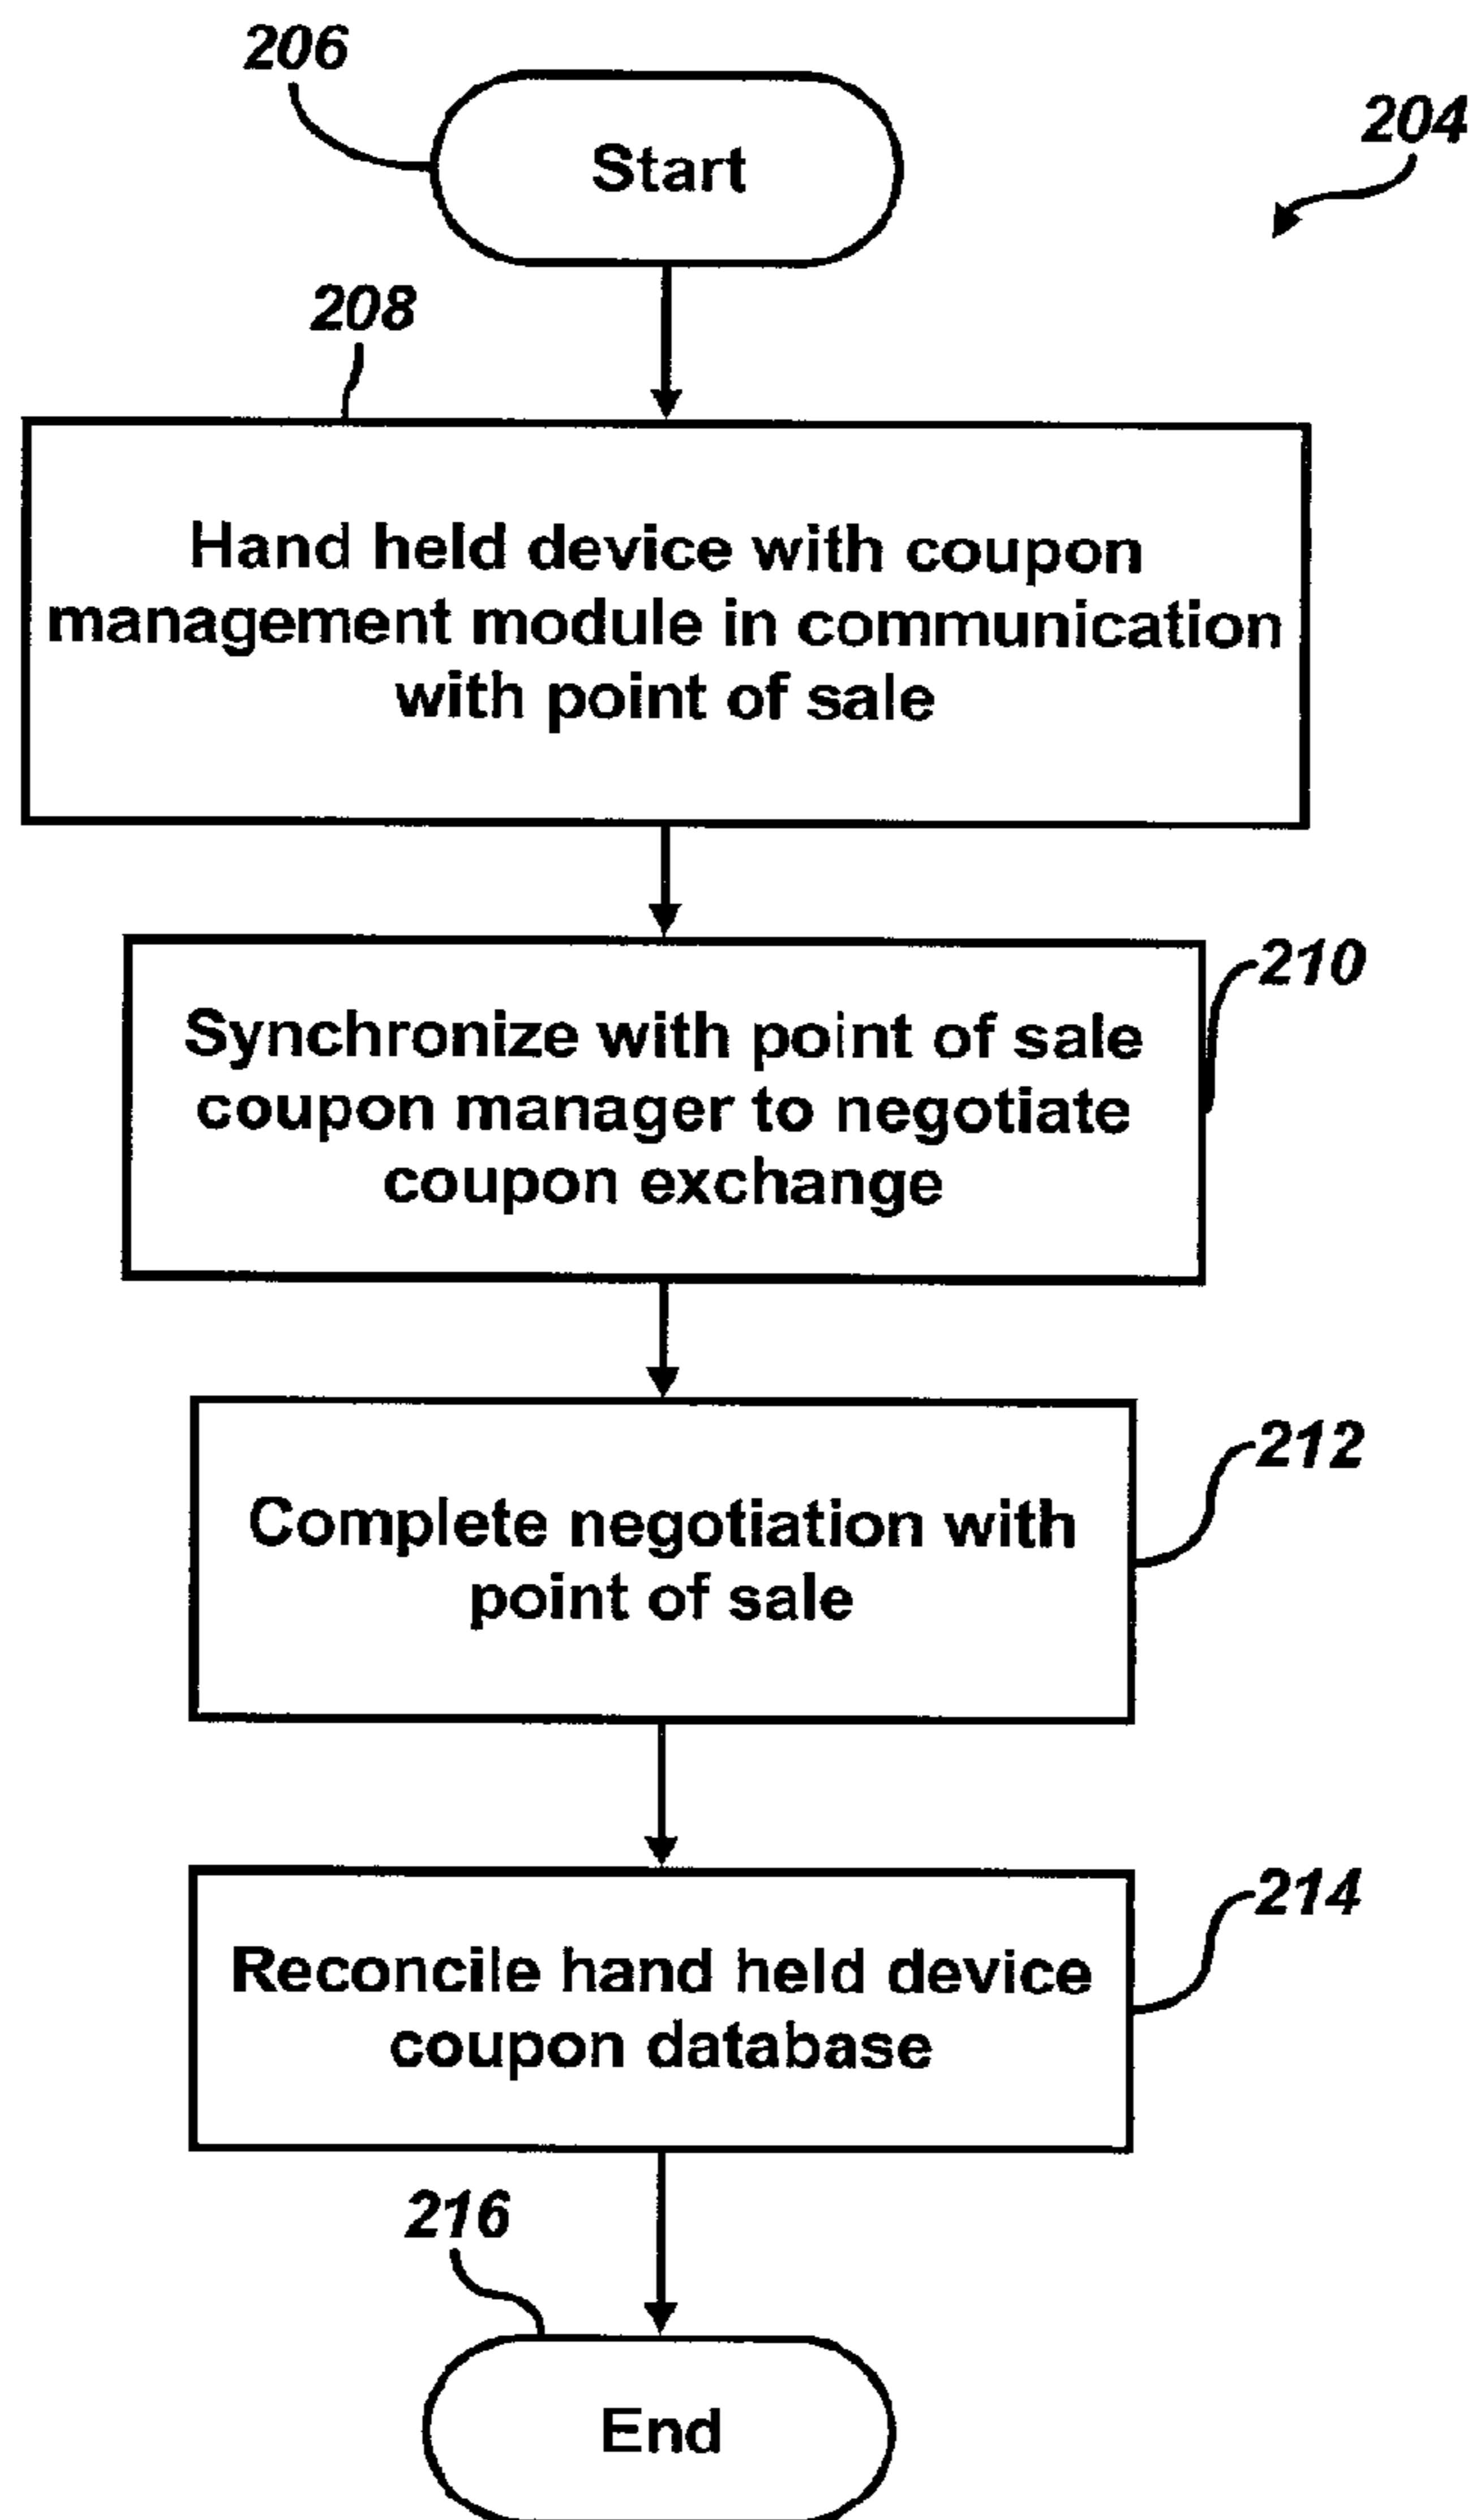 206
Start
204
208
Hand held device with coupon
management module in communication
with point of sale
210
Synchronize with point of sale
coupon manager to negotiate
coupon exchange
212
Complete negotiation with
point of sale
214
Reconcile hand held device
coupon database
216
End